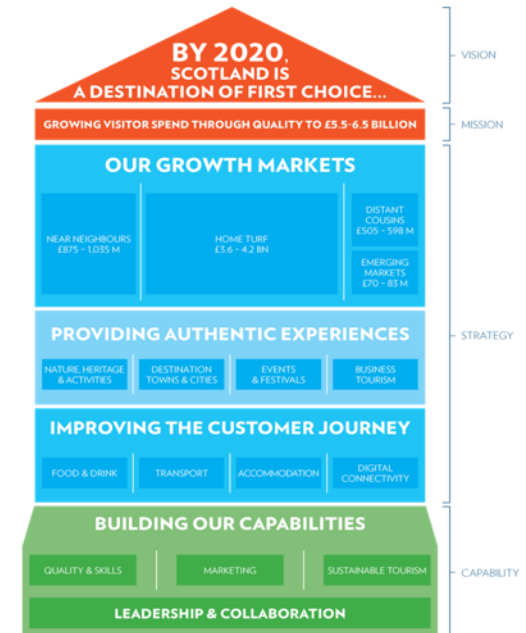 BY 2020,
SCOTLAND IS
A DESTINATION OF FIRST CHOICE...
VISION
GROWING VISITOR SPEND THROUGH QUALITY TO £5.5-6.5 BILLION
MISSION
OUR GROWTH MARKETS
NEAR NEIGHBOURS
£875 – 1,035 M
HOME TURF
£3.6 – 4.2 BN
DISTANT
COUSINS
£505 – 598 M
EMERGING
MARKETS
£70 – 83 M
PROVIDING AUTHENTIC EXPERIENCES
STRATEGY
NATURE, HERITAGE
& ACTIVITIES
DESTINATION
TOWNS & CITIES
EVENTS
& FESTIVALS
BUSINESS
TOURISM
IMPROVING THE CUSTOMER JOURNEY
FOOD & DRINK
TRANSPORT
ACCOMMODATION
DIGITAL
CONNECTIVITY
BUILDING OUR CAPABILITIES
QUALITY & SKILLS
MARKETING
SUSTAINABLE TOURISM
CAPABILITY
LEADERSHIP & COLLABORATION